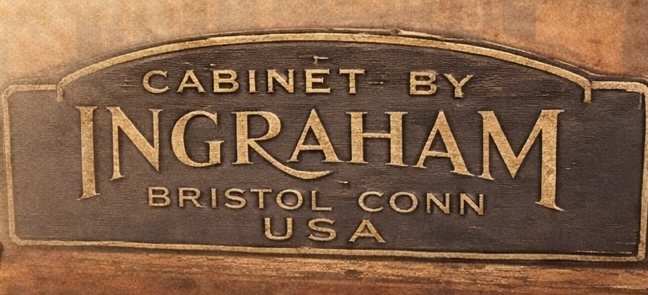 CABINET BY
INGRAHAM
BRISTOL CONN
USA